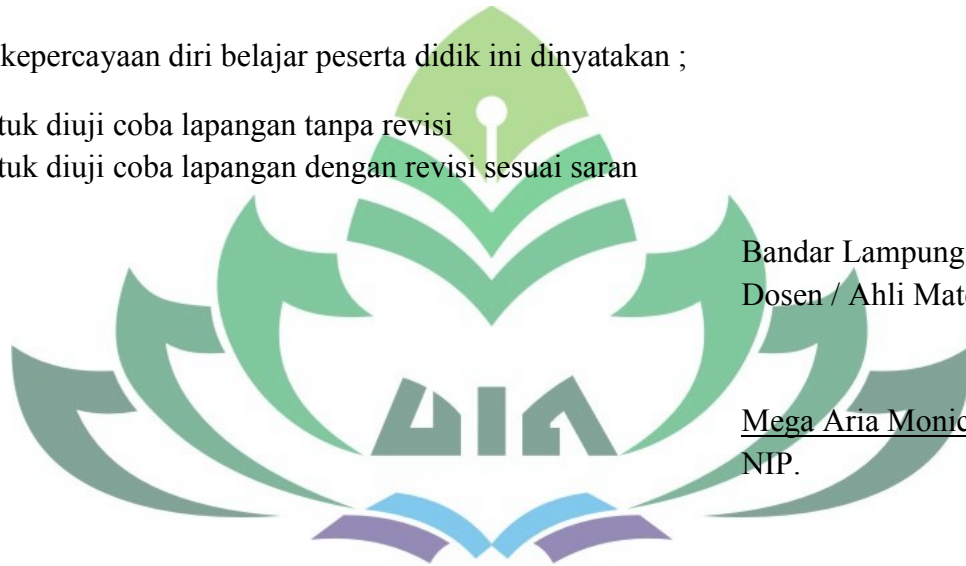 kepercayaan diri belajar peserta didik ini dinyatakan ;
tuk diuji coba lapangan tanpa revisi
tuk diuji coba lapangan dengan revisi sesuai saran
Bandar Lampung
Dosen / Ahli Mat
Mega Aria Monic
NIP.
UIN